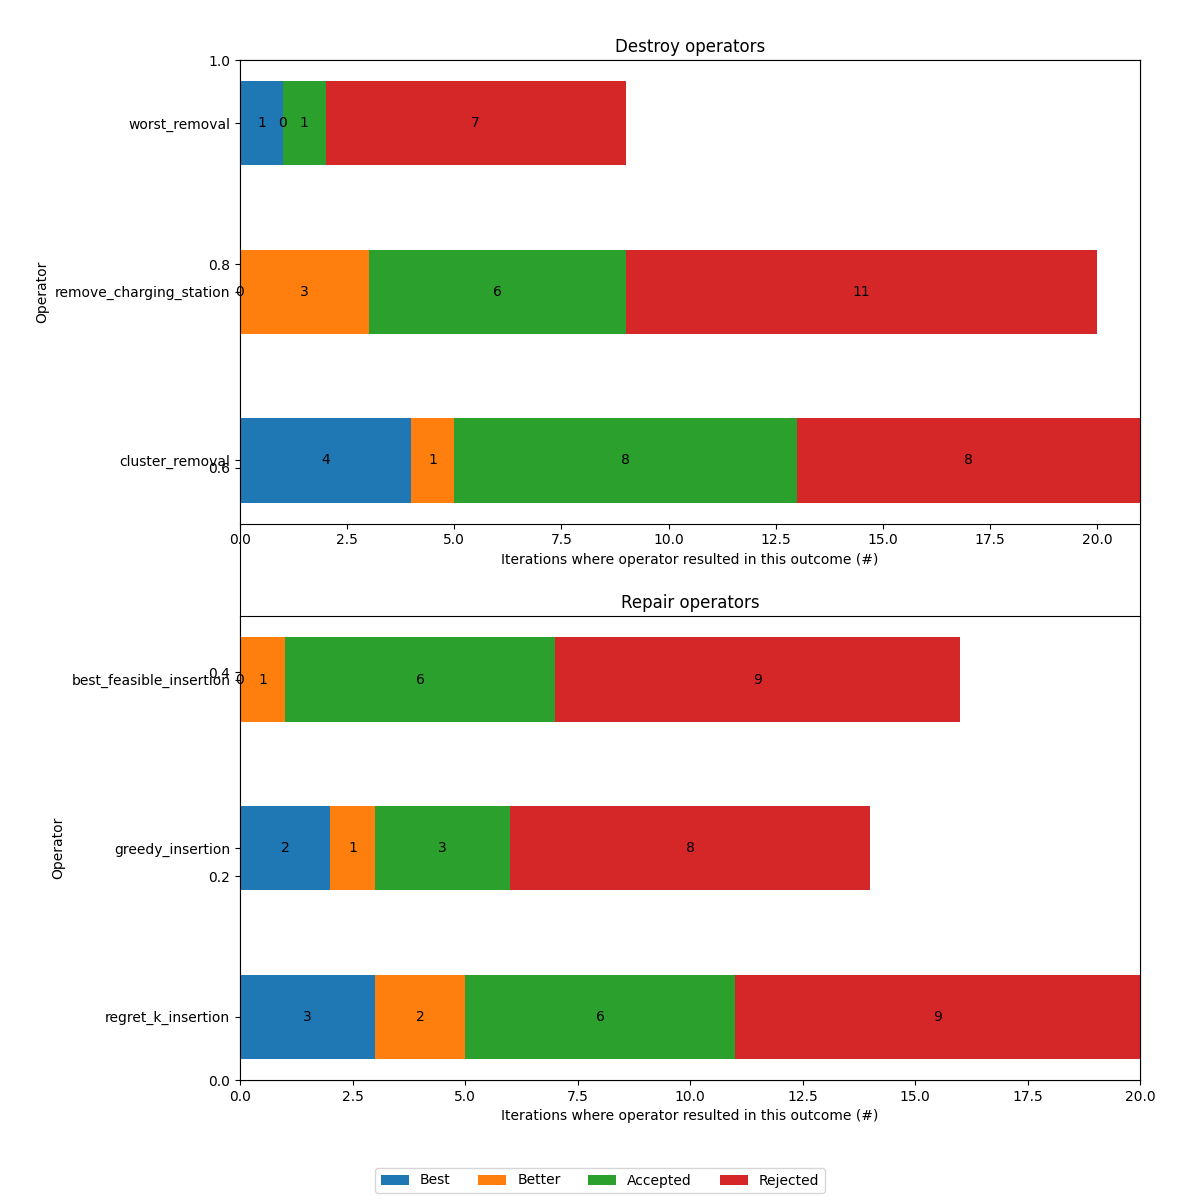 Destroy operators
1.0
worst_removal 1 0 1 7
0.8
remove_charging_station 0 3 6 11
Operator
cluster_removal 4 1 8 8
0.6
0.0 2.5 5.0 7.5 10.0 12.5 15.0 17.5 20.0
Iterations where operator resulted in this outcome (#)
Repair operators
0.4
best_feasible_insertion 0 1 6 9
greedy_insertion 2 1 3 8
Operator
0.2
regret_k_insertion 3 2 6 9
0.0
0.0 2.5 5.0 7.5 10.0 12.5 15.0 17.5 20.0
Iterations where operator resulted in this outcome (#)
Best Better Accepted Rejected